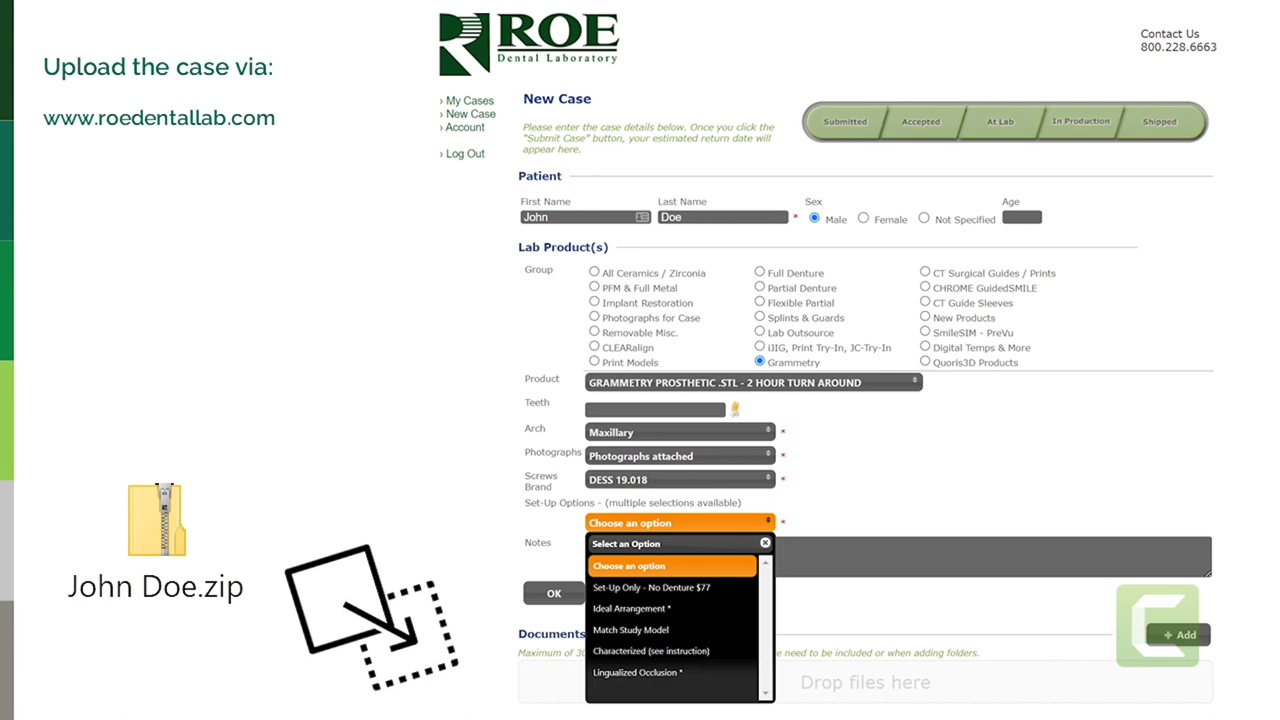 Upload the case via:
www.roedentallab.com
John Doe.zip
ROE
Dental Laboratory
Contact Us
800.228.6663
› My Cases
› New Case
› Account
› Log Out
New Case
Please enter the case details below. Once you click the
"Submit Case" button, your estimated return date will
appear here.
Submitted
Accepted
At Lab
In Production
Shipped
Patient
First Name
Last Name
Sex
Age
John
Doe
*
Male
Female
Not Specified
Lab Product(s)
Group
All Ceramics / Zirconia
PFM & Full Metal
Implant Restoration
Photographs for Case
Removable Misc.
CLEARalign
Print Models
Full Denture
Partial Denture
Flexible Partial
Splints & Guards
Lab Outsource
iJIG, Print Try-In, JC-Try-In
Grammetry
CT Surgical Guides / Prints
CHROME GuidedSMILE
CT Guide Sleeves
New Products
SmileSIM - PreVu
Digital Temps & More
Quoris3D Products
Product
GRAMMETRY PROSTHETIC .STL - 2 HOUR TURN AROUND
Teeth
Arch
Maxillary
*
Photographs
Photographs attached
*
Screws
Brand
DESS 19.018
*
Set-Up Options - (multiple selections available)
Choose an option
*
Notes
Select an Option
Choose an option
Set-Up Only - No Denture $77
Ideal Arrangement *
Match Study Model
Characterized (see instruction)
Lingualized Occlusion *
OK
Documents
+ Add
Maximum of 30
need to be included or when adding folders.
Drop files here